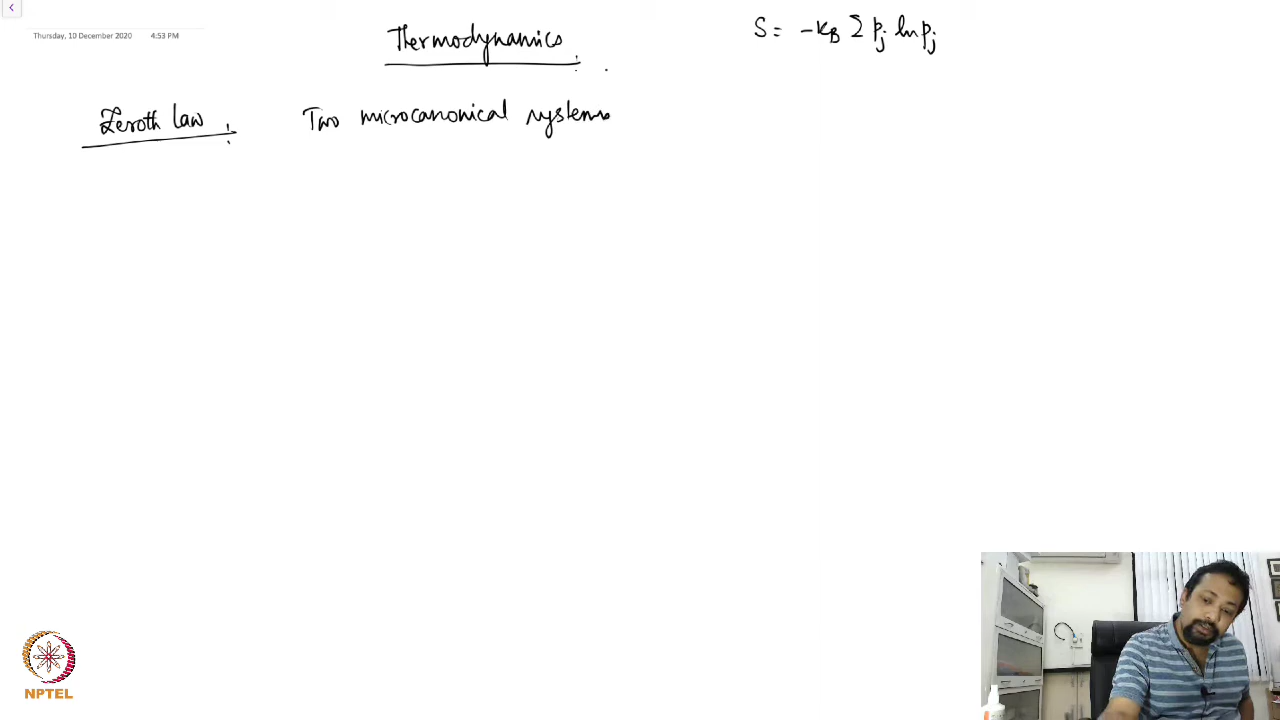 Thursday, 10 December 2020 4:53 PM
Thermodynamics :
S = -k_B Σ p_j ln p_j
Zeroth law : Two microcanonical systems
NPTEL